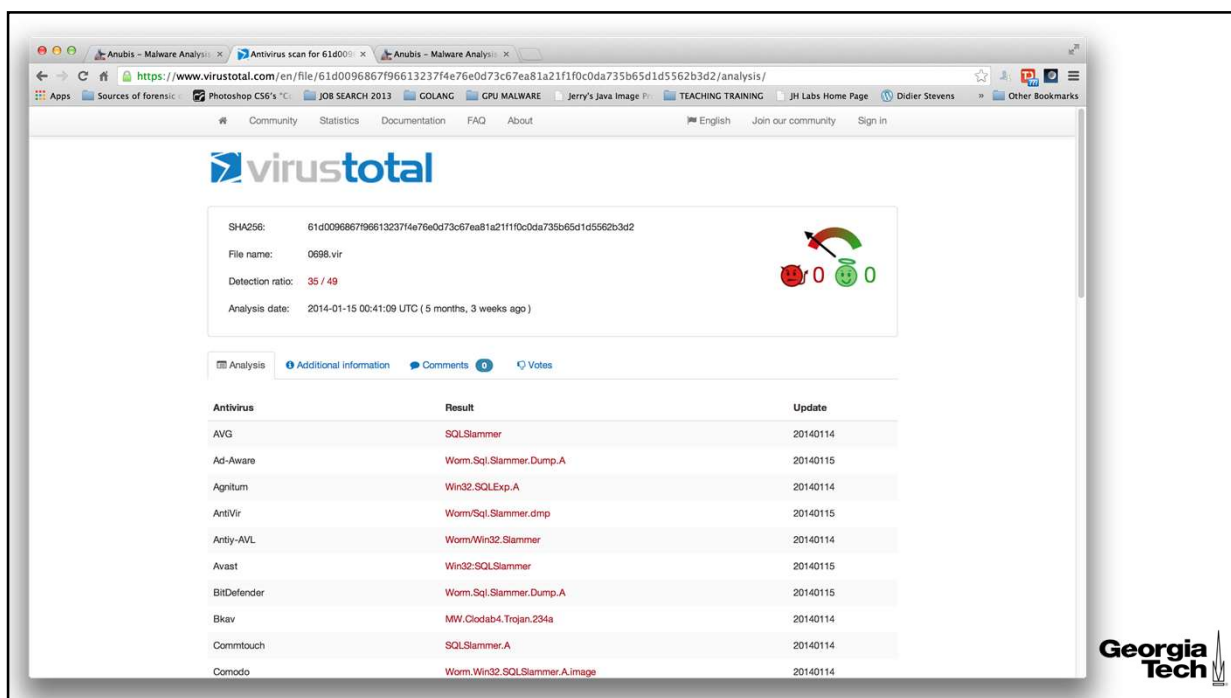 Anubis – Malware Analysis
Antivirus scan for 61d009
Anubis – Malware Analysis
https://www.virustotal.com/en/file/61d0096867f96613237f4e76e0d73c67ea81a21f1f0c0da735b65d1d5562b3d2/analysis/
Apps Sources of forensic Photoshop CS6's "C JOB SEARCH 2013 GOLANG GPU MALWARE Jerry's Java Image Pr TEACHING TRAINING JH Labs Home Page Didier Stevens » Other Bookmarks
Community Statistics Documentation FAQ About English Join our community Sign in
virustotal
SHA256: 61d0096867f96613237f4e76e0d73c67ea81a21f1f0c0da735b65d1d5562b3d2
File name: 0698.vir
Detection ratio: 35 / 49
Analysis date: 2014-01-15 00:41:09 UTC ( 5 months, 3 weeks ago )
0 0
Analysis Additional information Comments 0 Votes
Antivirus Result Update
AVG SQLSlammer 20140114
Ad-Aware Worm.Sql.Slammer.Dump.A 20140115
Agnitum Win32.SQLExp.A 20140114
AntiVir Worm/Sql.Slammer.dmp 20140115
Antiy-AVL Worm/Win32.Slammer 20140114
Avast Win32:SQLSlammer 20140115
BitDefender Worm.Sql.Slammer.Dump.A 20140115
Bkav MW.Clodab4.Trojan.234a 20140114
Commtouch SQLSlammer.A 20140114
Comodo Worm.Win32.SQLSlammer.A.image 20140114
Georgia
Tech